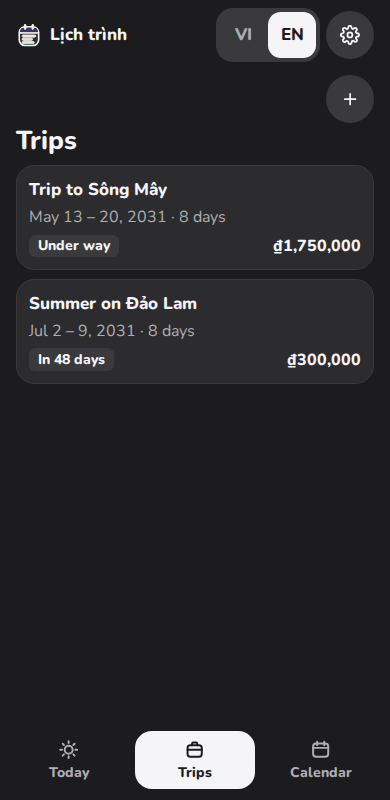 Lịch trình
VI
EN
Trips
Trip to Sông Mây
May 13 – 20, 2031 · 8 days
Under way
₫1,750,000
Summer on Đảo Lam
Jul 2 – 9, 2031 · 8 days
In 48 days
₫300,000
Today
Trips
Calendar